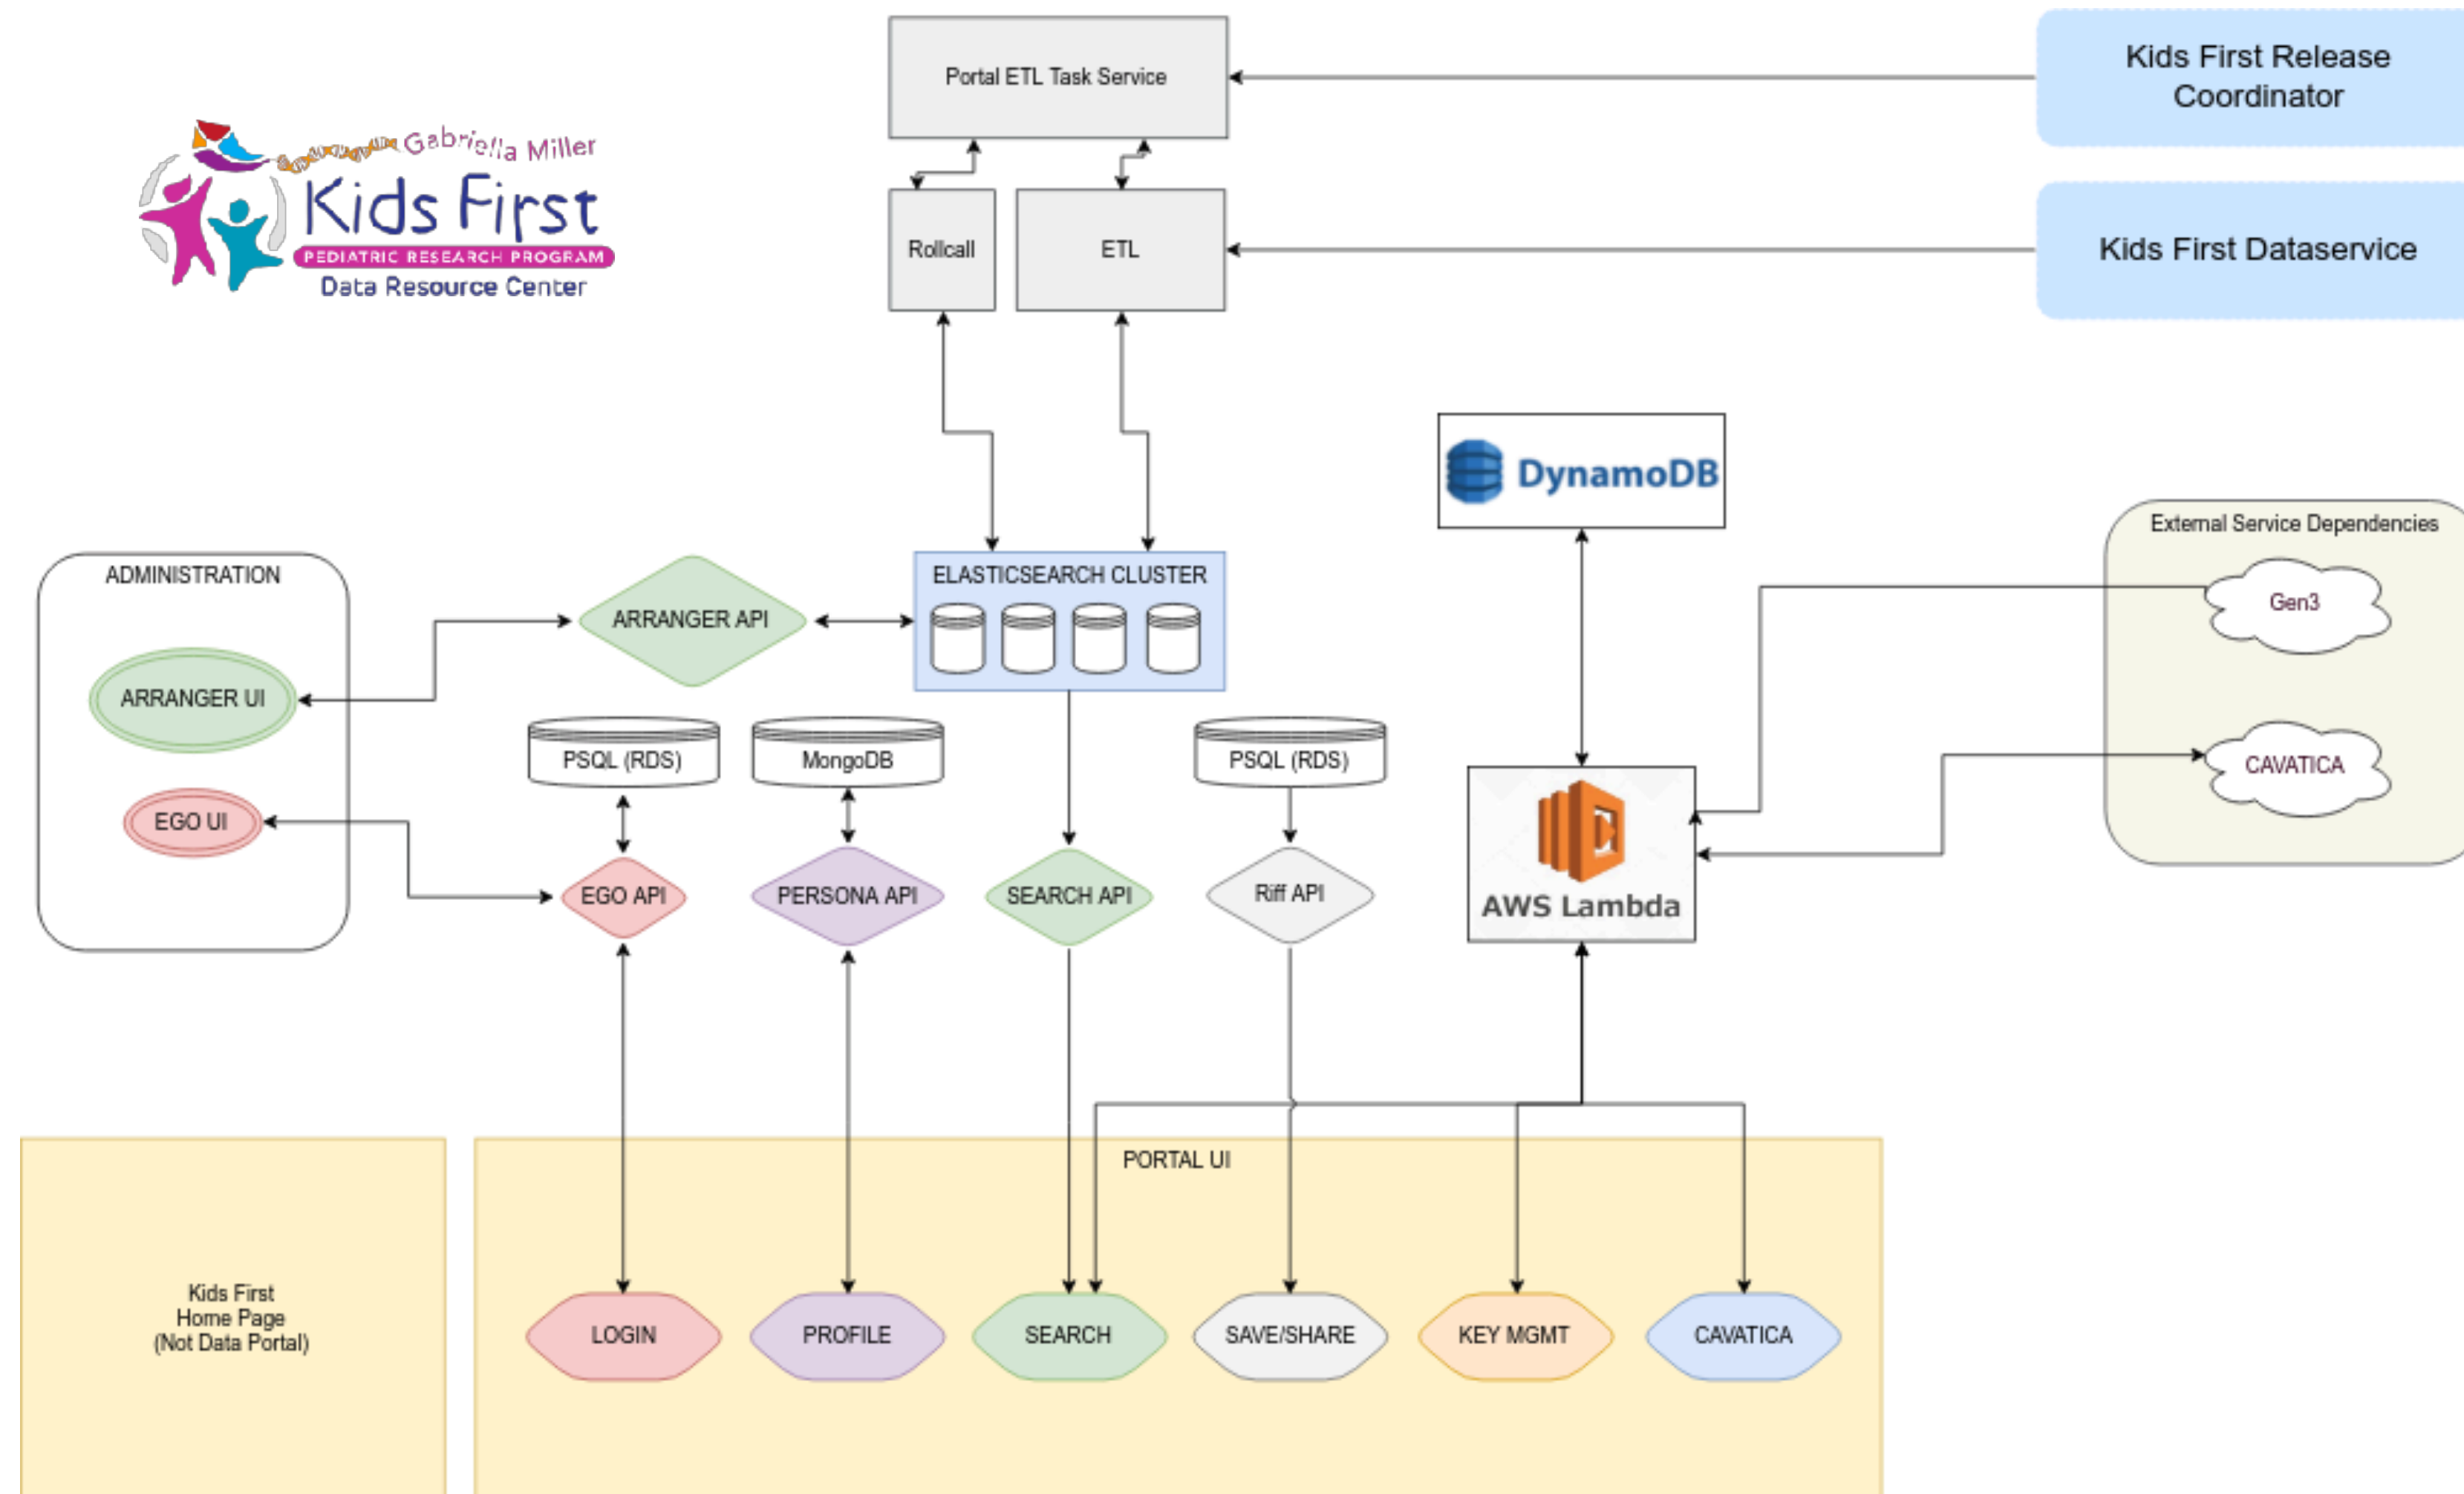 Portal ETL Task Service
Kids First Release
Coordinator
Gabriella Miller
Kids First
PEDIATRIC RESEARCH PROGRAM
Data Resource Center
Rollcall
ETL
Kids First Dataservice
DynamoDB
External Service Dependencies
Gen3
CAVATICA
ADMINISTRATION
ARRANGER UI
EGO UI
ARRANGER API
ELASTICSEARCH CLUSTER
PSQL (RDS)
MongoDB
PSQL (RDS)
EGO API
PERSONA API
SEARCH API
Riff API
AWS Lambda
Kids First
Home Page
(Not Data Portal)
PORTAL UI
LOGIN
PROFILE
SEARCH
SAVE/SHARE
KEY MGMT
CAVATICA